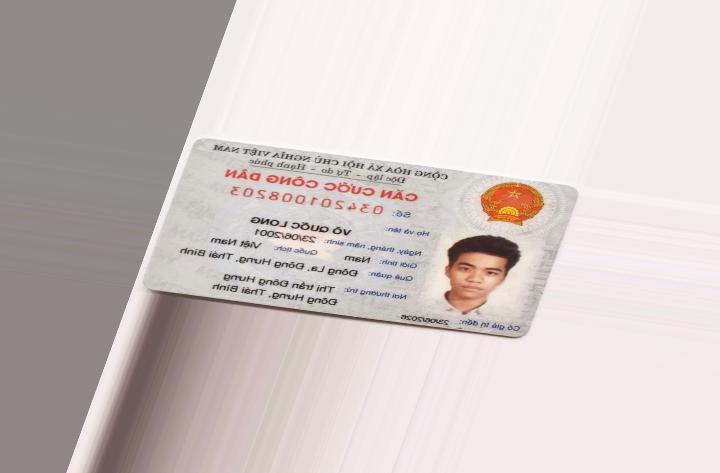 CỘNG HÒA XÃ HỘI CHỦ NGHĨA VIỆT NAM
Độc lập - Tự do - Hạnh phúc
CĂN CƯỚC CÔNG DÂN
Số: 034201008203
Họ và tên: VÕ QUỐC LONG
Ngày, tháng, năm sinh: 23/06/2001
Giới tính: Nam Quốc tịch: Việt Nam
Quê quán: Đông La, Đông Hưng, Thái Bình
Nơi thường trú: Thị trấn Đông Hưng
Đông Hưng, Thái Bình
Có giá trị đến: 23/06/2026